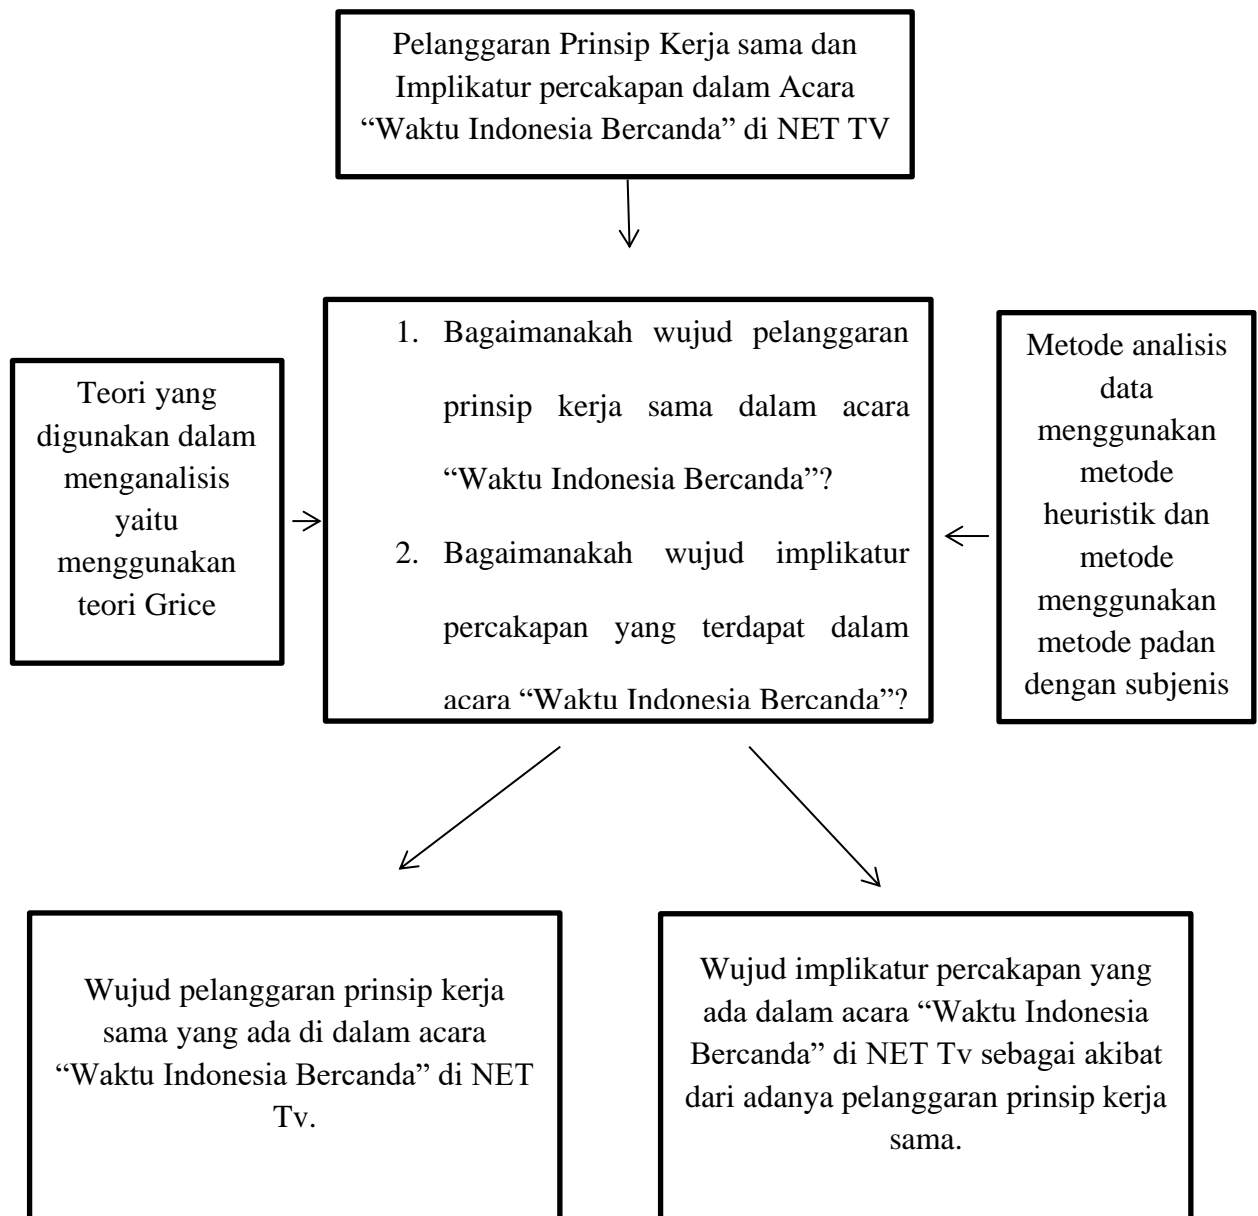 Pelanggaran Prinsip Kerja sama dan
Implikatur percakapan dalam Acara
“Waktu Indonesia Bercanda” di NET TV
Teori yang
digunakan dalam
menganalisis
yaitu
menggunakan
teori Grice
1. Bagaimanakah wujud pelanggaran
prinsip kerja sama dalam acara
“Waktu Indonesia Bercanda”?
2. Bagaimanakah wujud implikatur
percakapan yang terdapat dalam
acara “Waktu Indonesia Bercanda”?
Metode analisis
data
menggunakan
metode
heuristik dan
metode
menggunakan
metode padan
dengan subjenis
Wujud pelanggaran prinsip kerja
sama yang ada di dalam acara
“Waktu Indonesia Bercanda” di NET
Tv.
Wujud implikatur percakapan yang
ada dalam acara “Waktu Indonesia
Bercanda” di NET Tv sebagai akibat
dari adanya pelanggaran prinsip kerja
sama.